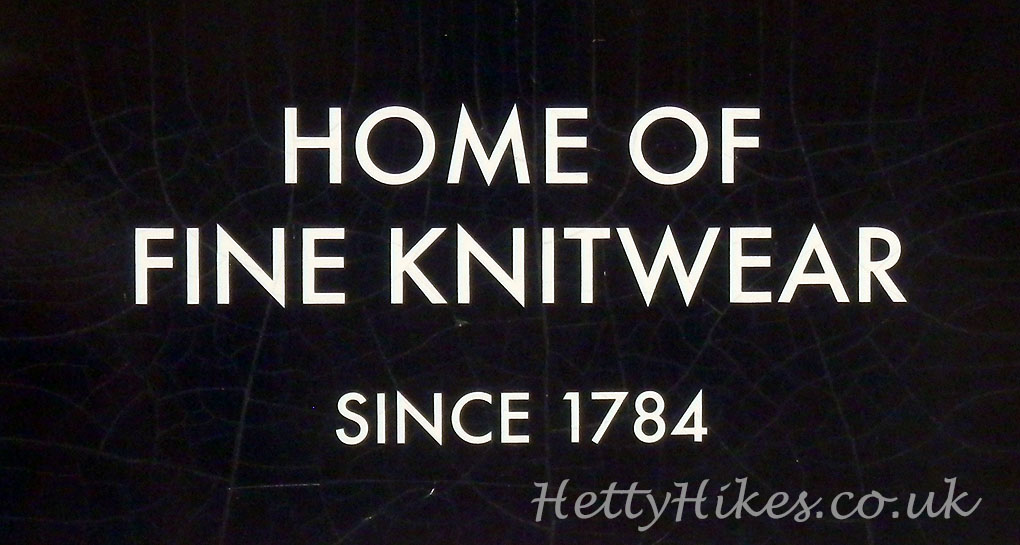 HOME OF
FINE KNITWEAR
SINCE 1784
HettyHikes.co.uk